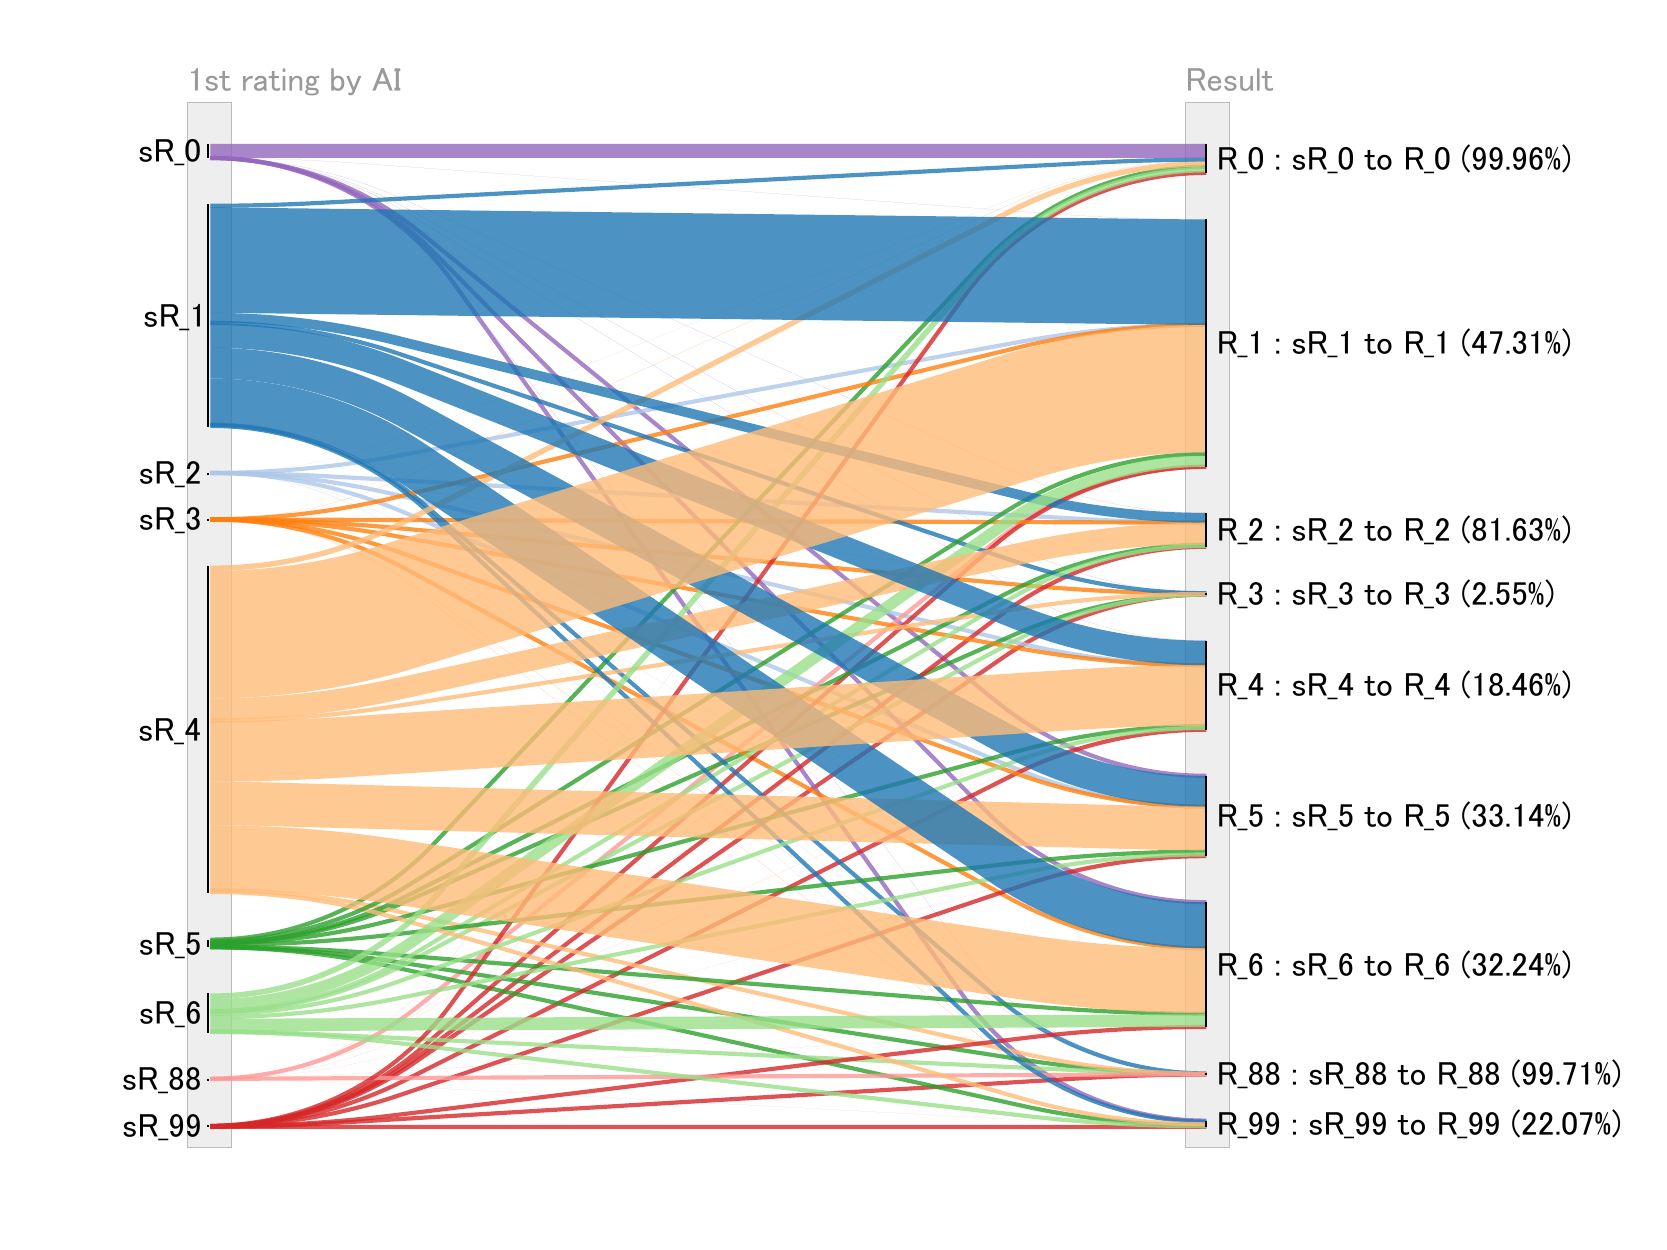 1st rating by AI
Result
sR_0
sR_1
sR_2
sR_3
sR_4
sR_5
sR_6
sR_88
sR_99
R_0 : sR_0 to R_0 (99.96%)
R_1 : sR_1 to R_1 (47.31%)
R_2 : sR_2 to R_2 (81.63%)
R_3 : sR_3 to R_3 (2.55%)
R_4 : sR_4 to R_4 (18.46%)
R_5 : sR_5 to R_5 (33.14%)
R_6 : sR_6 to R_6 (32.24%)
R_88 : sR_88 to R_88 (99.71%)
R_99 : sR_99 to R_99 (22.07%)